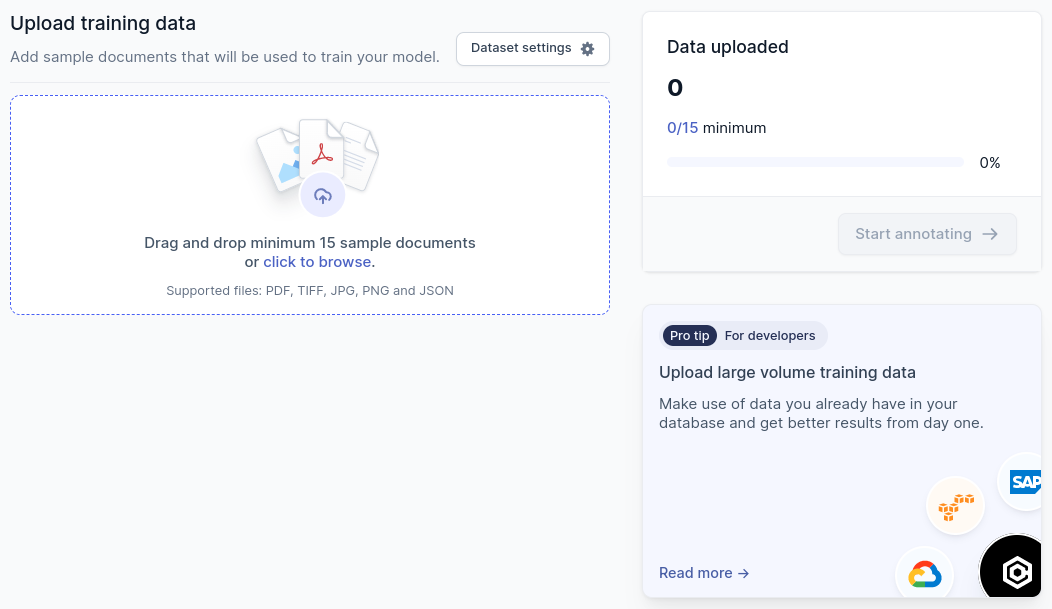 Upload training data
Add sample documents that will be used to train your model.
Dataset settings
Drag and drop minimum 15 sample documents
or click to browse.
Supported files: PDF, TIFF, JPG, PNG and JSON
Data uploaded
0
0/15 minimum
0%
Start annotating →
Pro tip For developers
Upload large volume training data
Make use of data you already have in your
database and get better results from day one.
SAP
Read more →